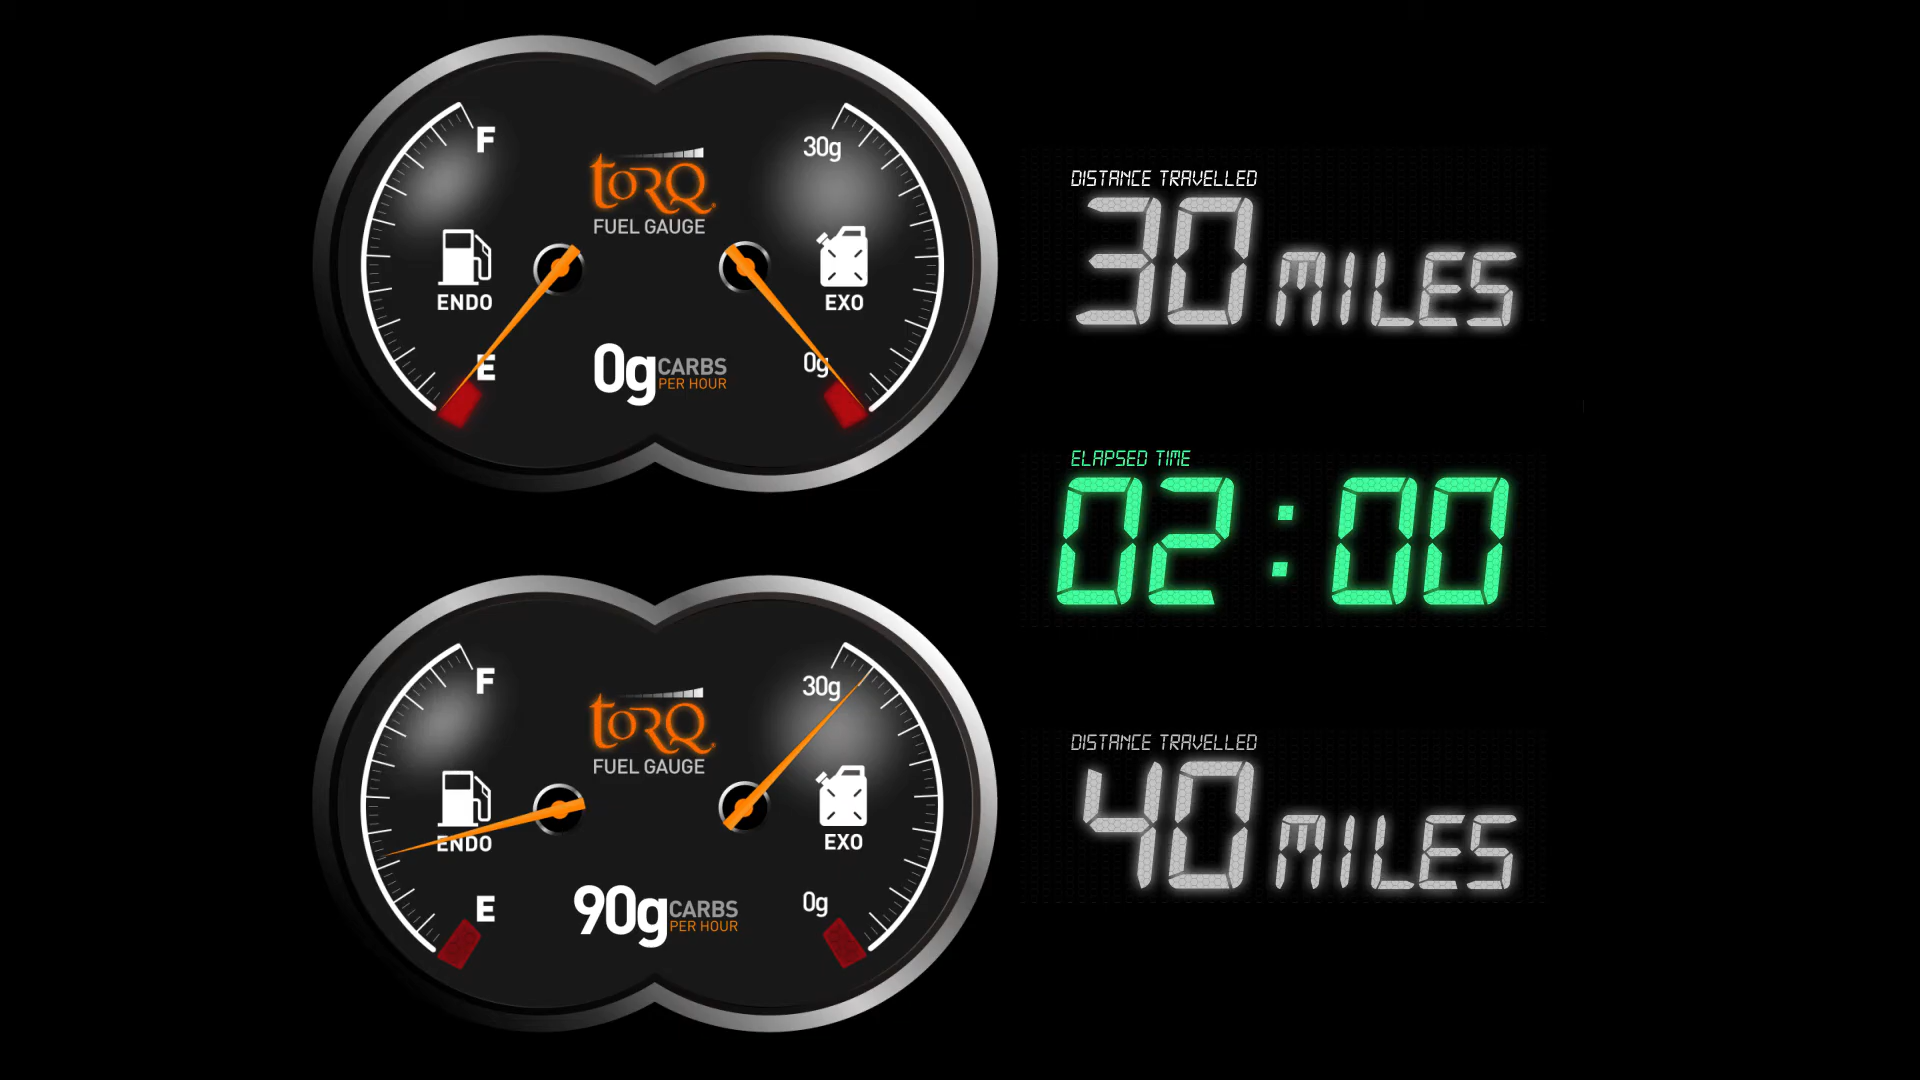 F
30g
torQ
FUEL GAUGE
ENDO
EXO
E
0g
0g CARBS
PER HOUR
DISTANCE TRAVELLED
30 MILES
ELAPSED TIME
02:00
F
30g
torQ
FUEL GAUGE
ENDO
EXO
E
0g
90g CARBS
PER HOUR
DISTANCE TRAVELLED
40 MILES